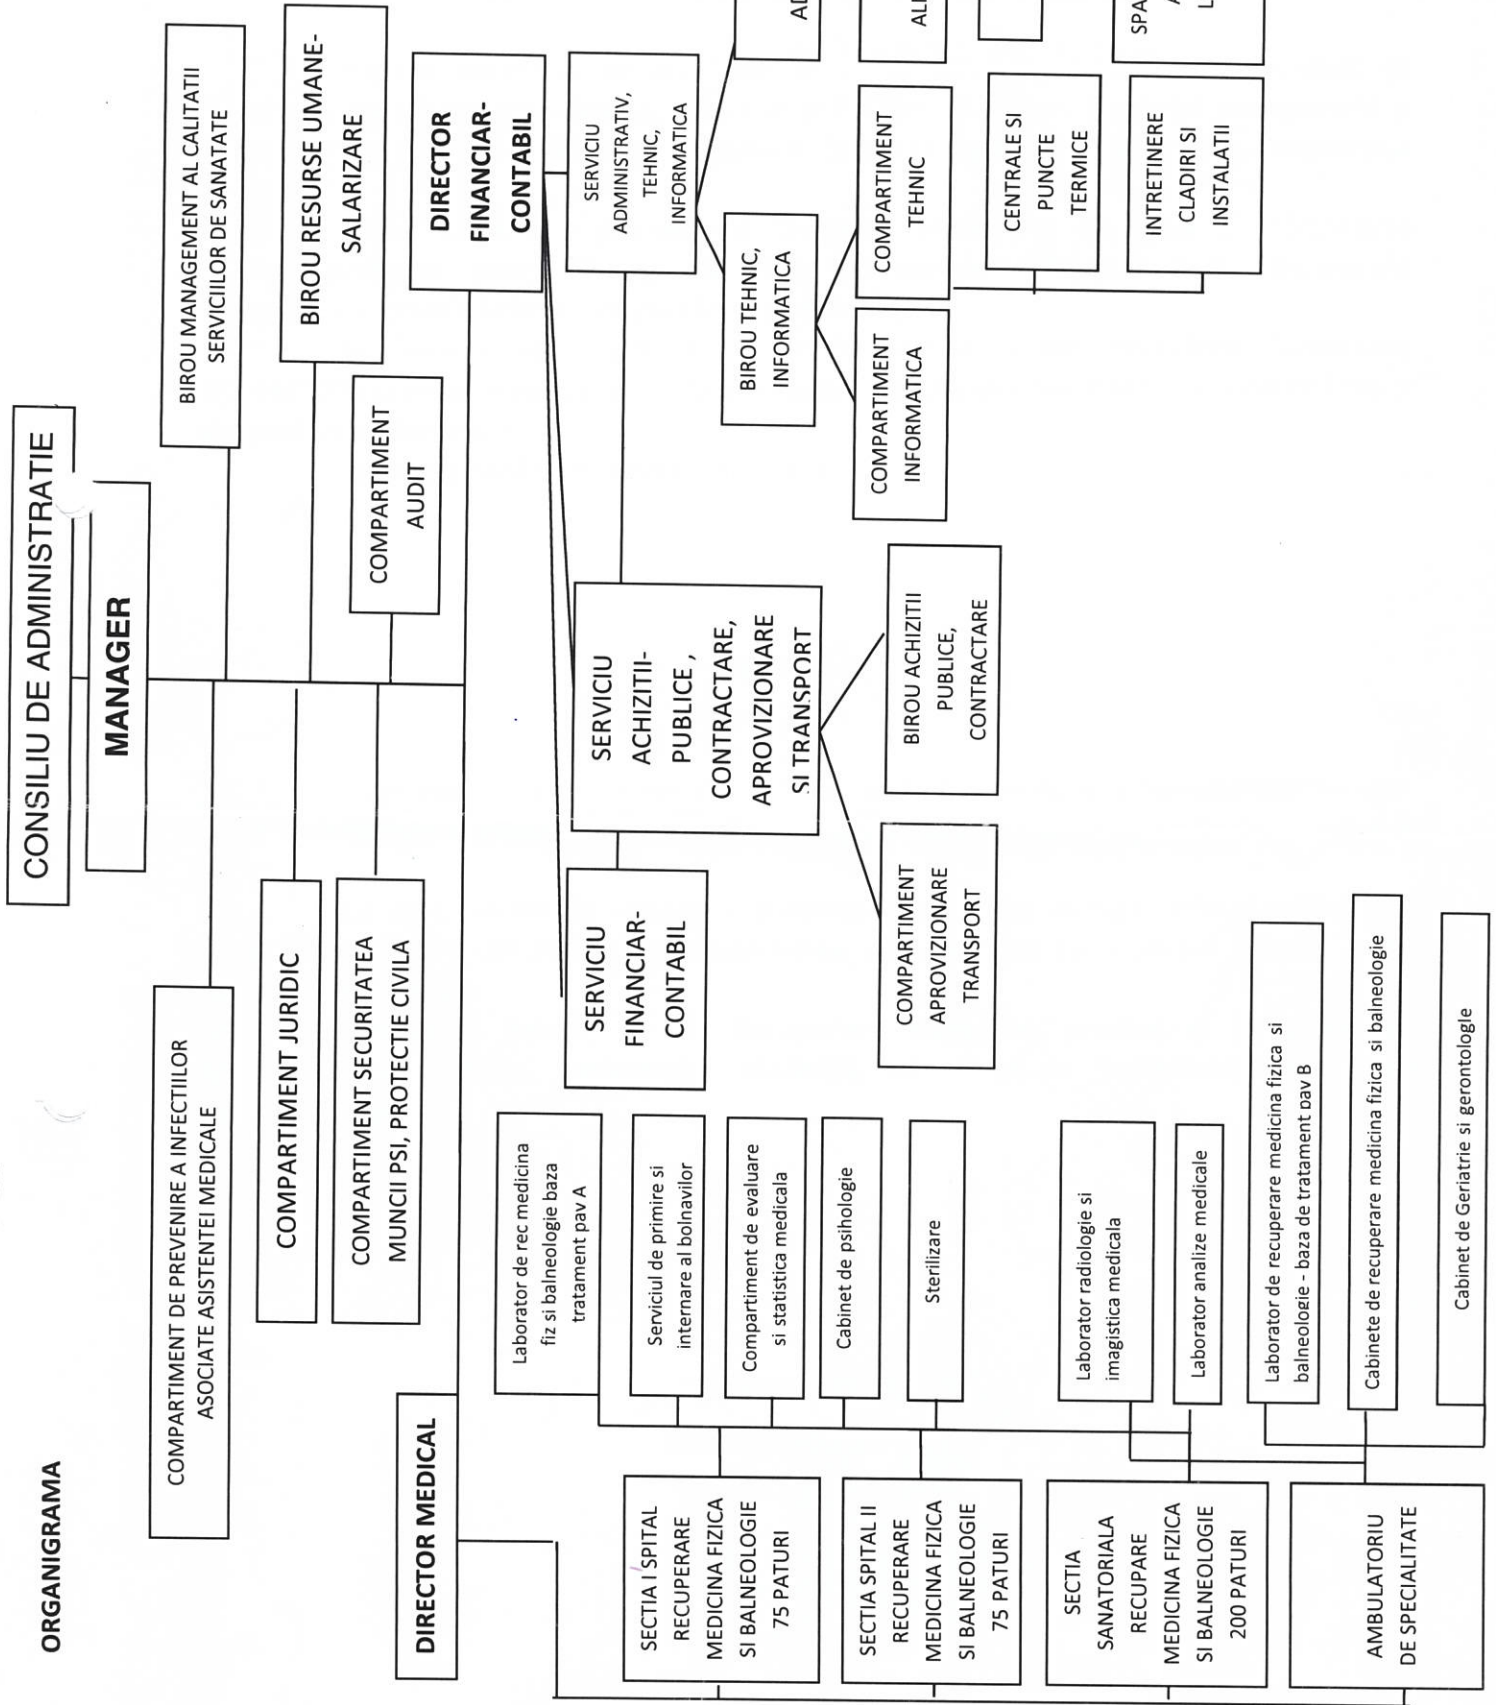 ORGANIGRAMA
CONSILIU DE ADMINISTRATIE
MANAGER
COMPARTIMENT DE PREVENIRE A INFECTIILOR
ASOCIATE ASISTENTEI MEDICALE
BIROU MANAGEMENT AL CALITATII
SERVICIILOR DE SANATATE
COMPARTIMENT JURIDIC
BIROU RESURSE UMANE-
SALARIZARE
COMPARTIMENT SECURITATEA
MUNCII PSI, PROTECTIE CIVILA
COMPARTIMENT
AUDIT
DIRECTOR MEDICAL
DIRECTOR
FINANCIAR-
CONTABIL
Laborator de rec medicina
fiz si balneologie baza
tratament pav A
Serviciul de primire si
internare al bolnavilor
Compartiment de evaluare
si statistica medicala
Cabinet de psihologie
Sterilizare
Laborator radiologie si
imagistica medicala
Laborator analize medicale
Laborator de recuperare medicina fizica si
balneologie - baza de tratament pav B
Cabinete de recuperare medicina fizica si balneologie
Cabinet de Geriatrie si gerontologle
SECTIA I SPITAL
RECUPERARE
MEDICINA FIZICA
SI BALNEOLOGIE
75 PATURI
SECTIA SPITAL II
RECUPERARE
MEDICINA FIZICA
SI BALNEOLOGIE
75 PATURI
SECTIA
SANATORIALA
RECUPARE
MEDICINA FIZICA
SI BALNEOLOGIE
200 PATURI
AMBULATORIU
DE SPECIALITATE
SERVICIU
FINANCIAR-
CONTABIL
SERVICIU
ACHIZITII-
PUBLICE ,
CONTRACTARE,
APROVIZIONARE
SI TRANSPORT
SERVICIU
ADMINISTRATIV,
TEHNIC,
INFORMATICA
COMPARTIMENT
APROVIZIONARE
TRANSPORT
BIROU ACHIZITII
PUBLICE,
CONTRACTARE
BIROU TEHNIC,
INFORMATICA
COMPARTIMENT
INFORMATICA
COMPARTIMENT
TEHNIC
CENTRALE SI
PUNCTE
TERMICE
INTRETINERE
CLADIRI SI
INSTALATII